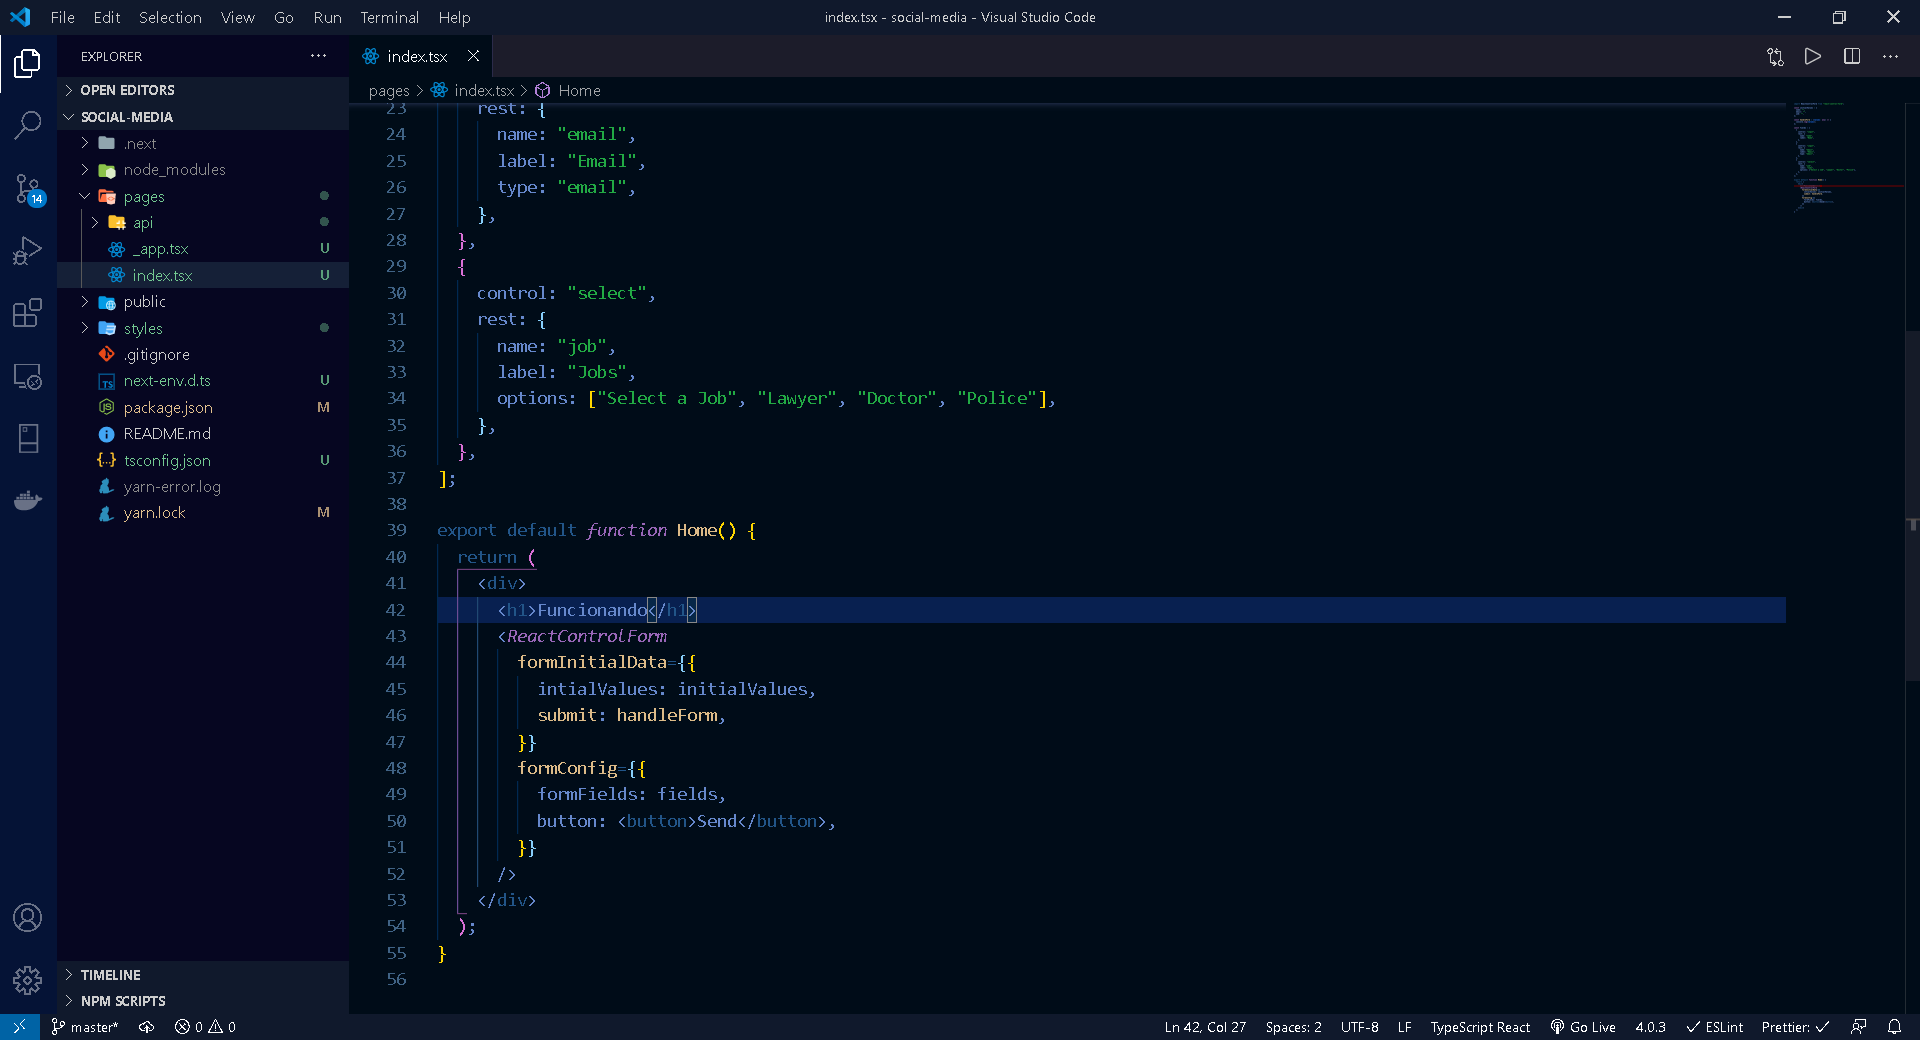 File Edit Selection View Go Run Terminal Help
index.tsx - social-media - Visual Studio Code
EXPLORER
OPEN EDITORS
SOCIAL-MEDIA
.next
node_modules
pages
api
_app.tsx U
index.tsx U
public
styles
.gitignore
next-env.d.ts U
package.json M
README.md
tsconfig.json U
yarn-error.log
yarn.lock M
TIMELINE
NPM SCRIPTS
14
index.tsx
pages > index.tsx > Home
23 rest: {
24 name: "email",
25 label: "Email",
26 type: "email",
27 },
28 },
29 {
30 control: "select",
31 rest: {
32 name: "job",
33 label: "Jobs",
34 options: ["Select a Job", "Lawyer", "Doctor", "Police"],
35 },
36 },
37 ];
38
39 export default function Home() {
40 return (
41 <div>
42 <h1>Funcionando</h1>
43 <ReactControlForm
44 formInitialData={{
45 intialValues: initialValues,
46 submit: handleForm,
47 }}
48 formConfig={{
49 formFields: fields,
50 button: <button>Send</button>,
51 }}
52 />
53 </div>
54 );
55 }
56
master* 0 0
Ln 42, Col 27 Spaces: 2 UTF-8 LF TypeScript React Go Live 4.0.3 ESLint Prettier: